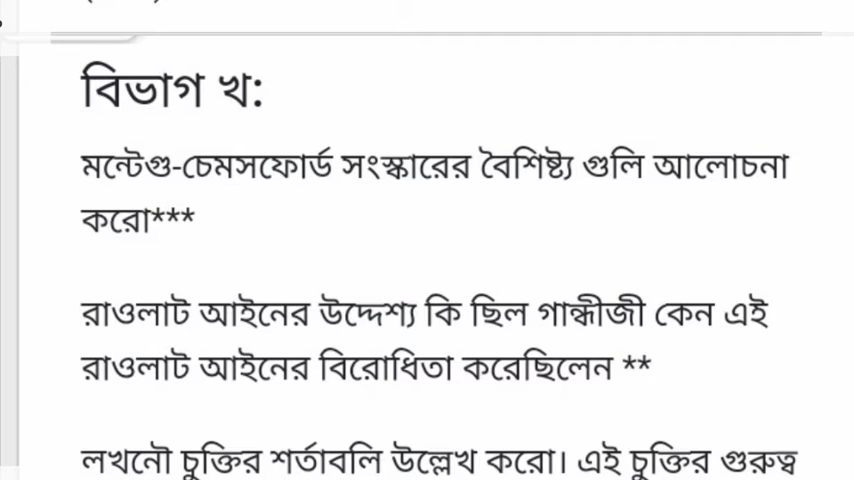 বিভাগ খ:
মন্টেগু-চেমসফোর্ড সংস্কারের বৈশিষ্ট্য গুলি আলোচনা
করো***
রাওলাট আইনের উদ্দেশ্য কি ছিল গান্ধীজী কেন এই
রাওলাট আইনের বিরোধিতা করেছিলেন **
লখনৌ চুক্তির শর্তাবলি উল্লেখ করো। এই চুক্তির গুরুত্ব